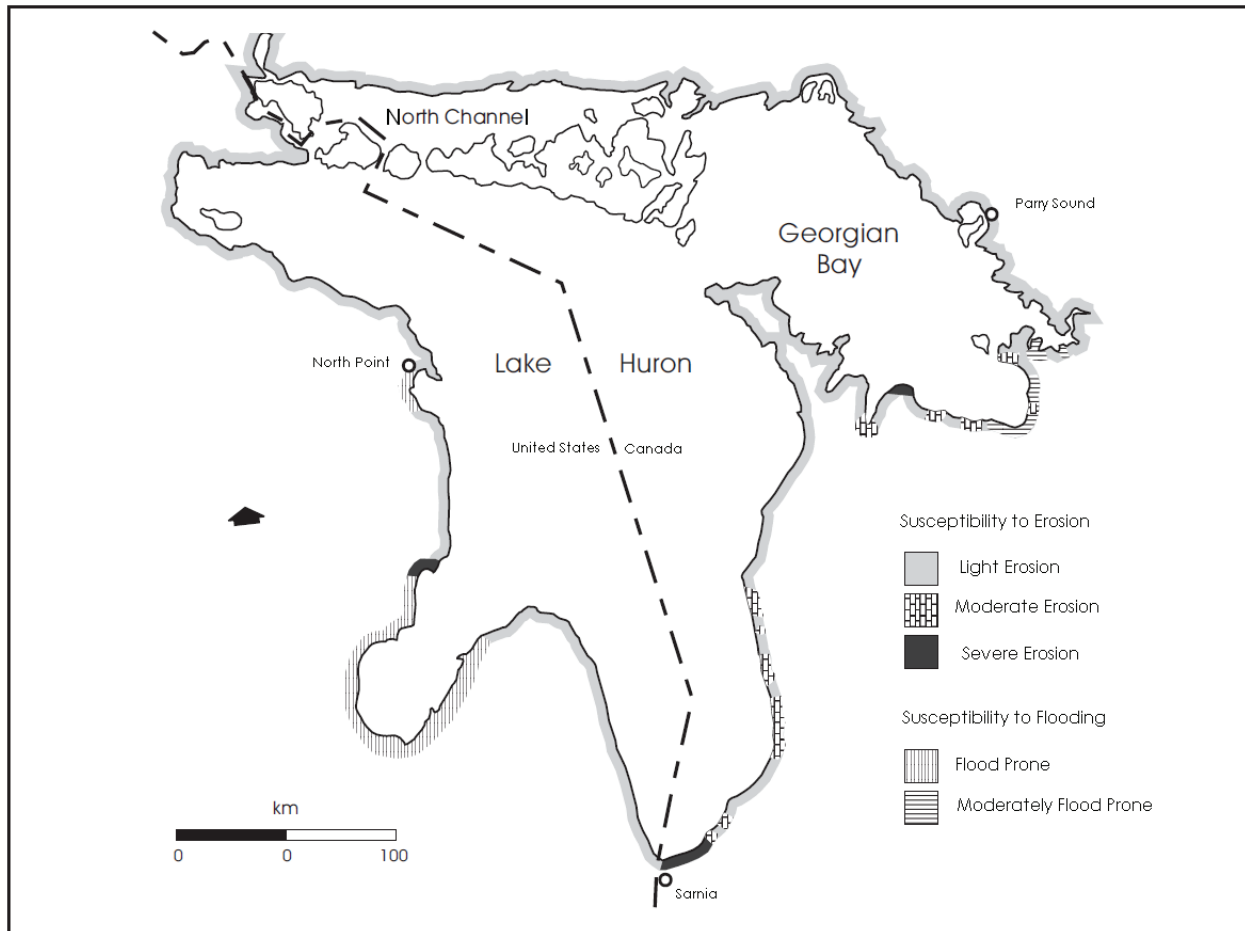 North Channel
Parry Sound
Georgian
Bay
North Point
Lake Huron
United States Canada
Susceptibility to Erosion
Light Erosion
Moderate Erosion
Severe Erosion
Susceptibility to Flooding
Flood Prone
Moderately Flood Prone
km
0 0 100
Sarnia